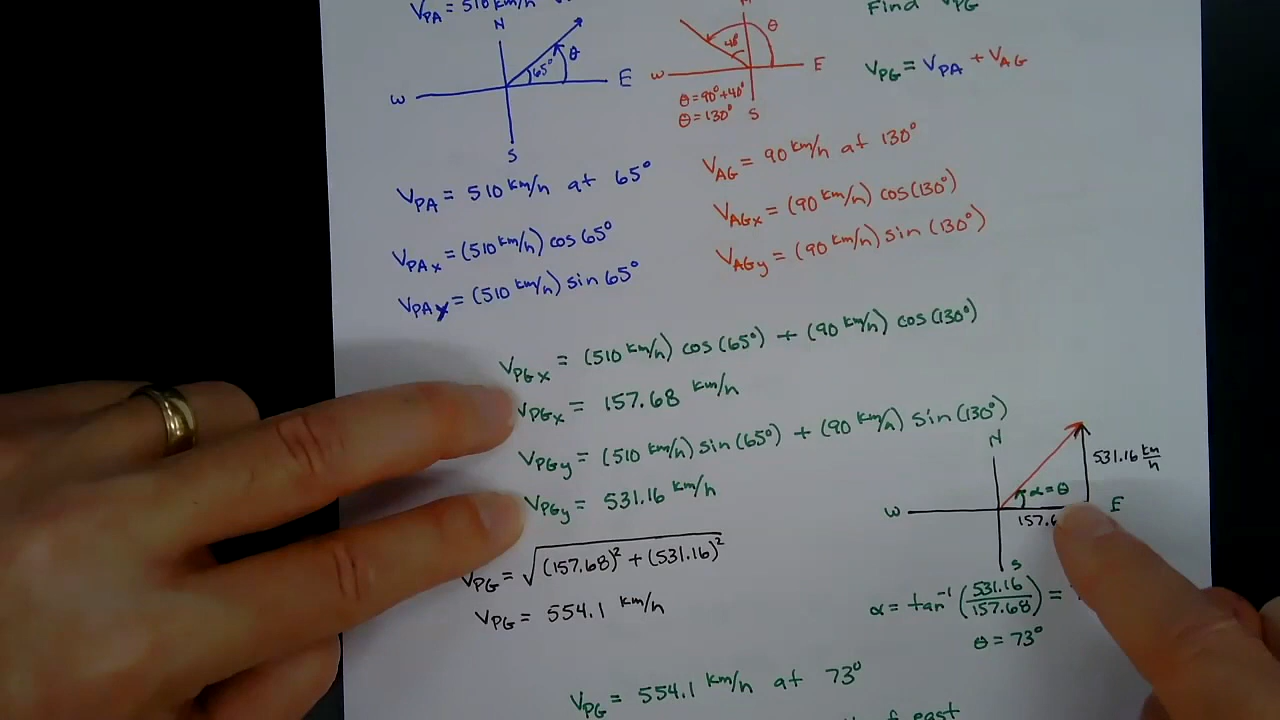 V_PA = 510 km/h
N
θ
65°
E
W
S
θ
48°
W
E
θ = 90° + 40°
θ = 130°
S
Find V_PG
V_PG = V_PA + V_AG
V_PA = 510 km/h at 65°
V_PAx = (510 km/h) cos 65°
V_PAy = (510 km/h) sin 65°
V_AG = 90 km/h at 130°
V_AGx = (90 km/h) cos(130°)
V_AGy = (90 km/h) sin (130°)
V_PGx = (510 km/h) cos (65°) + (90 km/h) cos (130°)
V_PGx = 157.68 km/h
V_PGy = (510 km/h) sin (65°) + (90 km/h) sin (130°)
V_PGy = 531.16 km/h
V_PG = √(157.68)² + (531.16)²
V_PG = 554.1 km/h
N
531.16 km/h
α = θ
W
E
157.6
S
α = tan⁻¹ (531.16/157.68) =
θ = 73°
V_PG = 554.1 km/h at 73°
of east